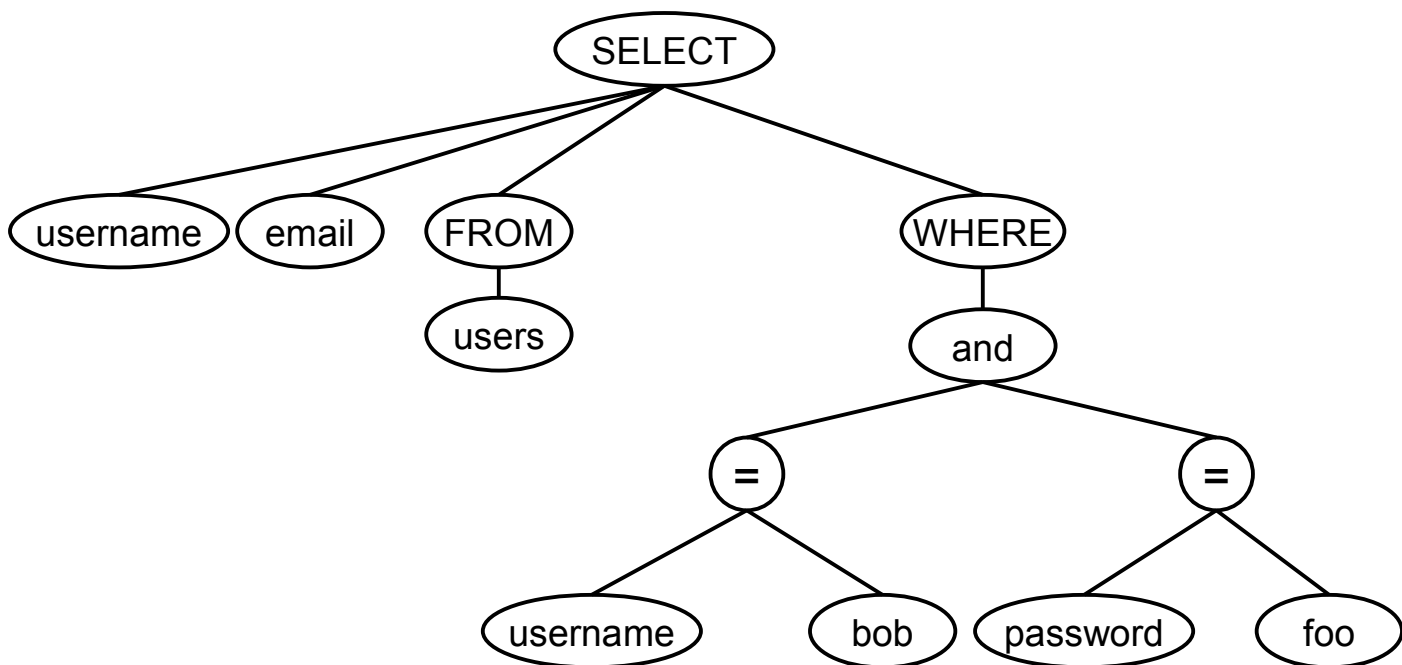 SELECT
username email FROM WHERE
users
and
= =
username bob password foo